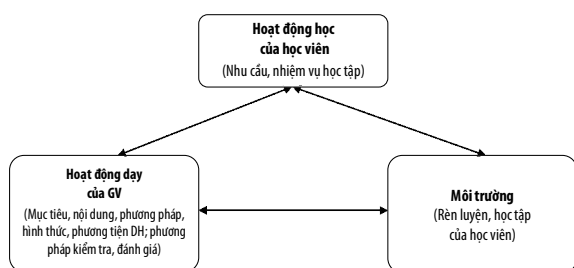 Hoạt động học
của học viên
(Nhu cầu, nhiệm vụ học tập)
Hoạt động dạy
của GV
(Mục tiêu, nội dung, phương pháp,
hình thức, phương tiện DH; phương
pháp kiểm tra, đánh giá)
Môi trường
(Rèn luyện, học tập
của học viên)